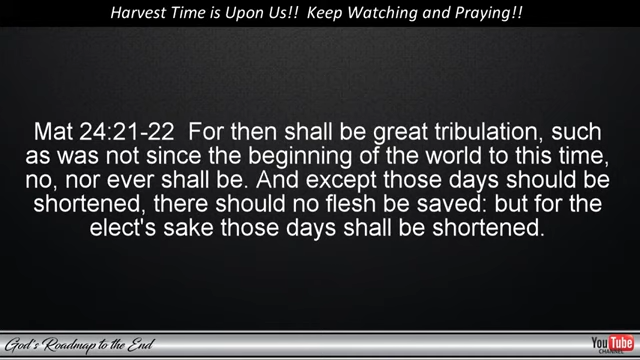 Harvest Time is Upon Us!!  Keep Watching and Praying!!
Mat 24:21-22  For then shall be great tribulation, such
as was not since the beginning of the world to this time,
no, nor ever shall be. And except those days should be
shortened, there should no flesh be saved: but for the
elect's sake those days shall be shortened.
God's Roadmap to the End
YouTube
CHANNEL